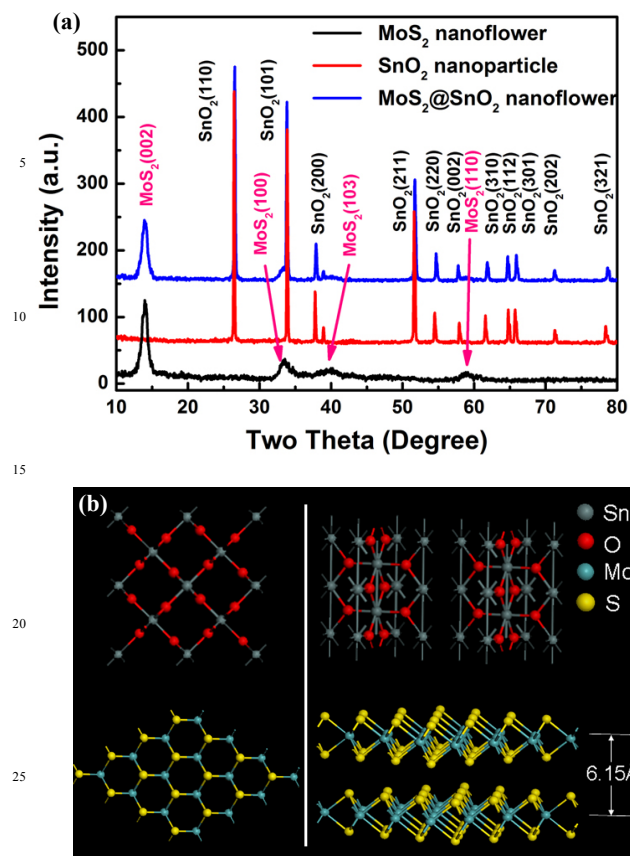 (a)
MoS2 nanoflower
SnO2 nanoparticle
MoS2@SnO2 nanoflower
Intensity (a.u.)
500
400
300
200
100
0
MoS2(002)
SnO2(110)
MoS2(100)
SnO2(101)
SnO2(200)
MoS2(103)
SnO2(211)
SnO2(220)
SnO2(002)
MoS2(110)
SnO2(310)
SnO2(112)
SnO2(301)
SnO2(202)
SnO2(321)
10 20 30 40 50 60 70 80
Two Theta (Degree)
5
10
15
20
25
(b)
Sn
O
S